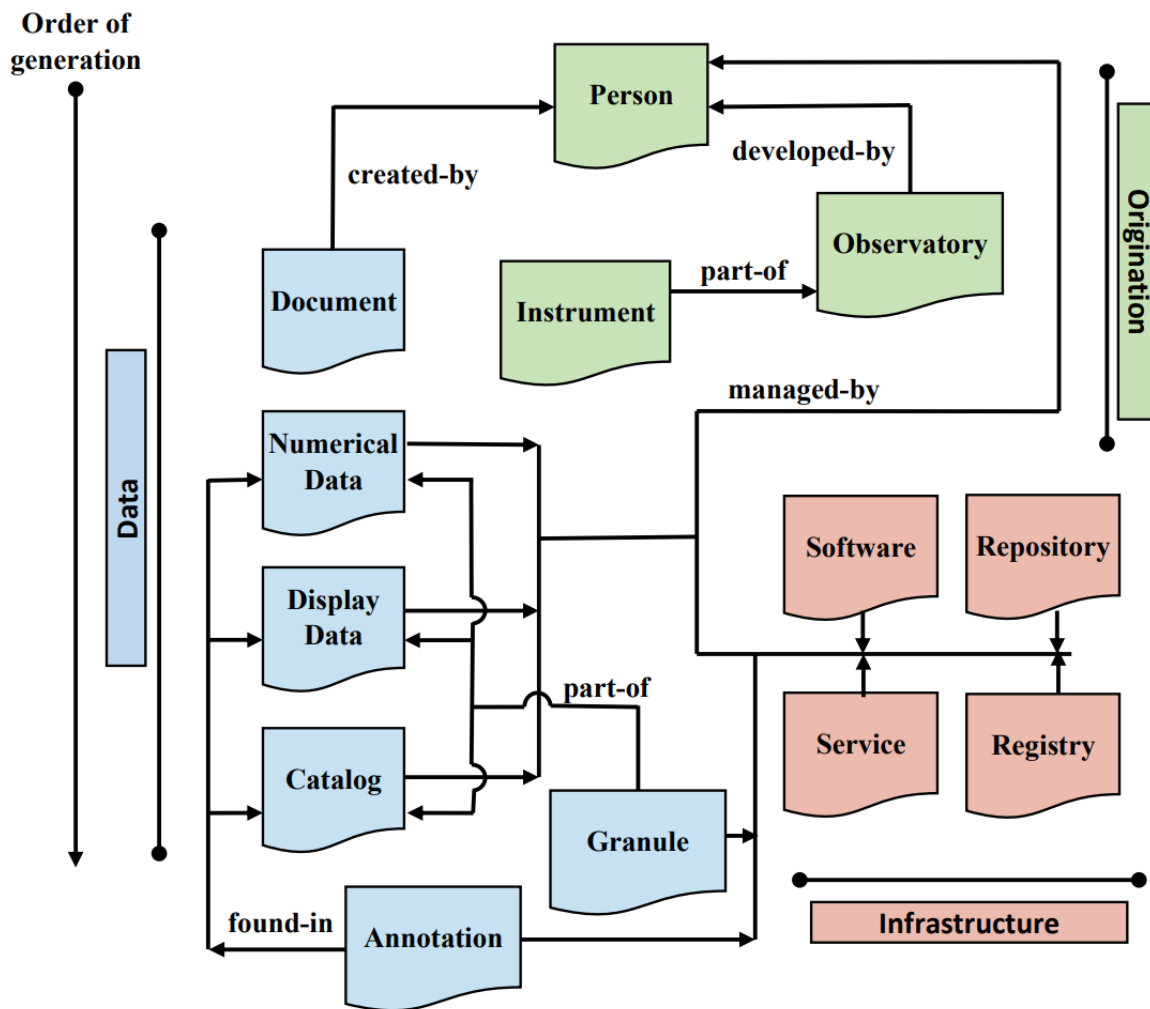 Order of
generation
Person
created-by
developed-by
Origination
Observatory
part-of
Document
Instrument
managed-by
Data
Numerical
Data
Software
Repository
Display
Data
part-of
Service
Registry
Catalog
Granule
Infrastructure
found-in
Annotation